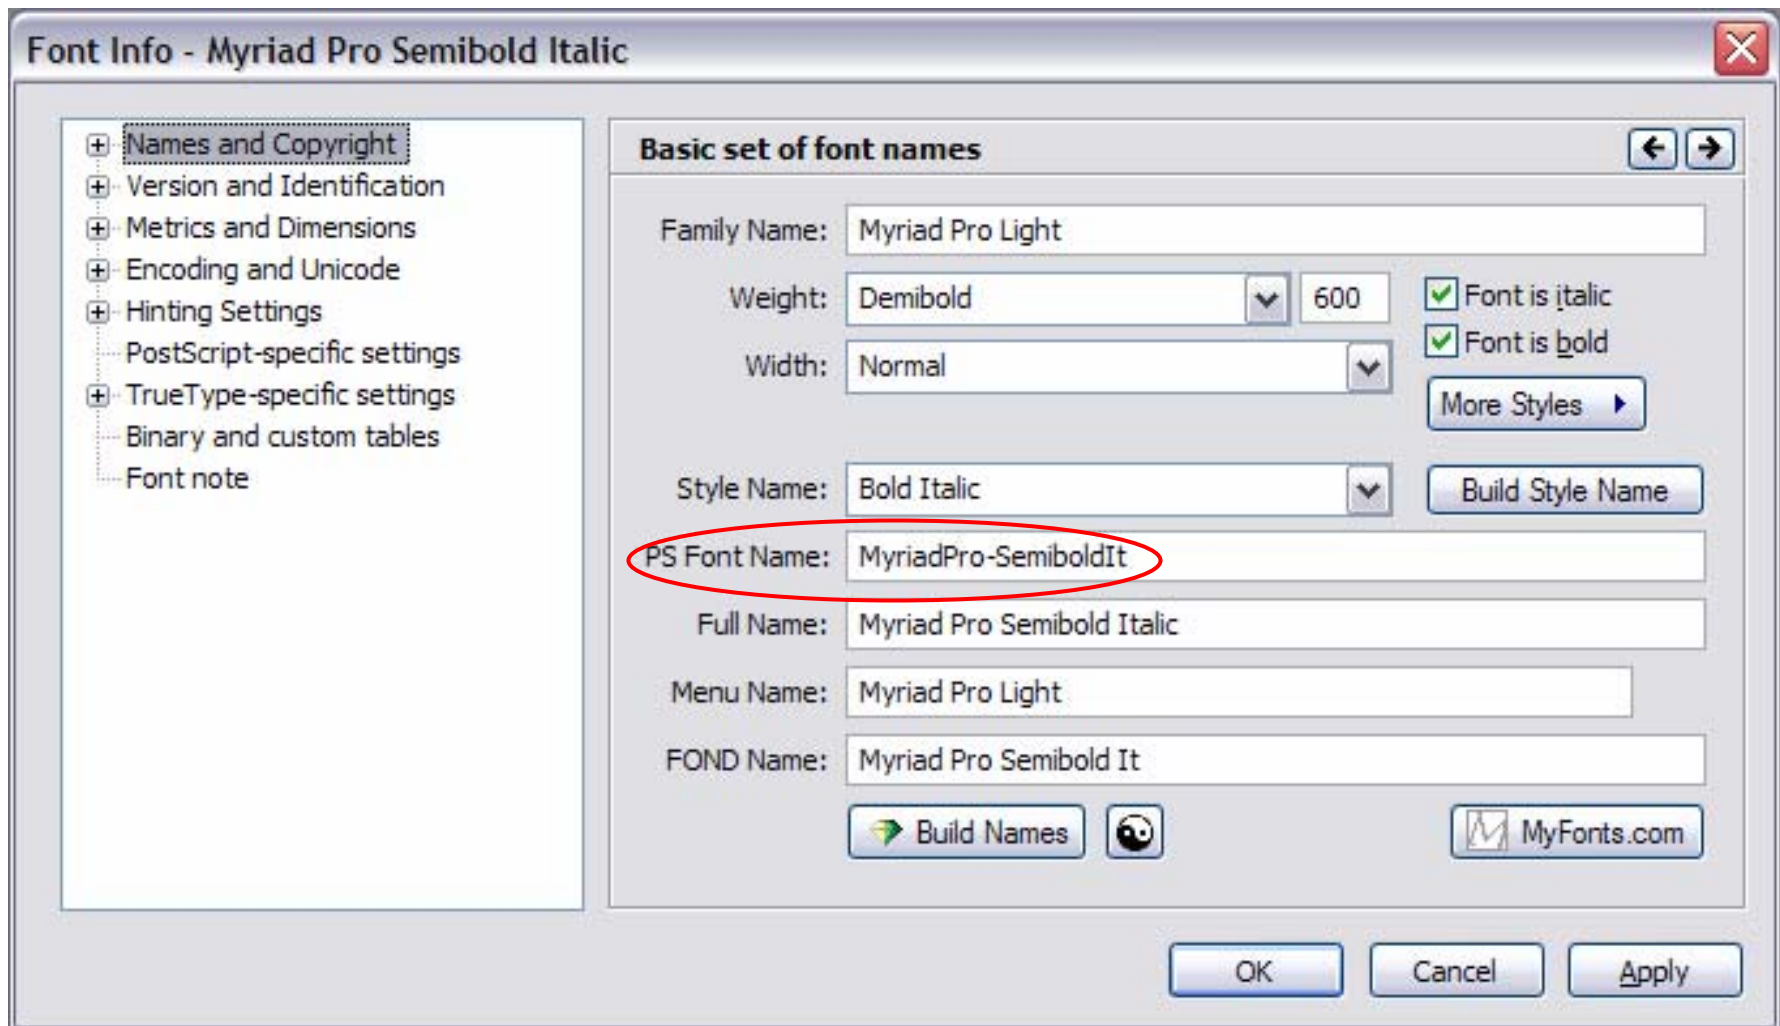 Font Info - Myriad Pro Semibold Italic
Names and Copyright
Version and Identification
Metrics and Dimensions
Encoding and Unicode
Hinting Settings
PostScript-specific settings
TrueType-specific settings
Binary and custom tables
Font note
Basic set of font names
Family Name: Myriad Pro Light
Weight: Demibold 600 Font is italic
Font is bold
Width: Normal
More Styles
Style Name: Bold Italic Build Style Name
PS Font Name: MyriadPro-SemiboldIt
Full Name: Myriad Pro Semibold Italic
Menu Name: Myriad Pro Light
FOND Name: Myriad Pro Semibold It
Build Names MyFonts.com
OK Cancel Apply